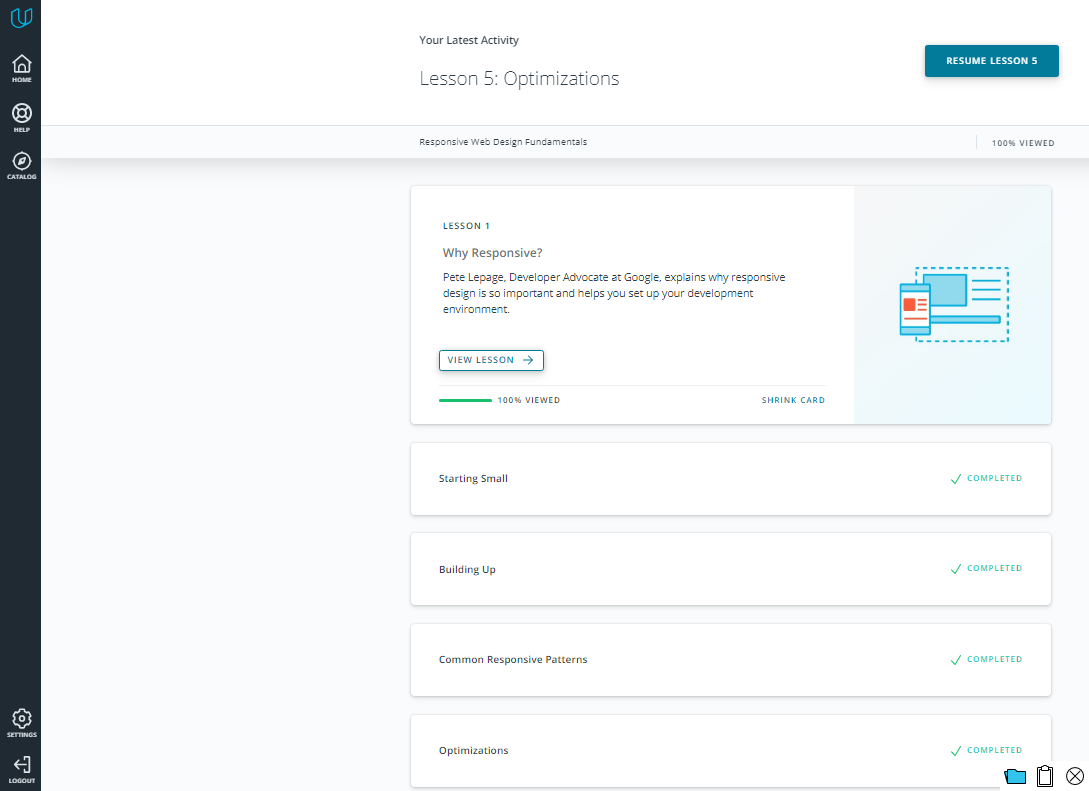 HOME
HELP
CATALOG
SETTINGS
LOGOUT
Your Latest Activity
Lesson 5: Optimizations
RESUME LESSON 5
Responsive Web Design Fundamentals
100% VIEWED
LESSON 1
Why Responsive?
Pete Lepage, Developer Advocate at Google, explains why responsive
design is so important and helps you set up your development
environment.
VIEW LESSON
100% VIEWED
SHRINK CARD
Starting Small
COMPLETED
Building Up
COMPLETED
Common Responsive Patterns
COMPLETED
Optimizations
COMPLETED